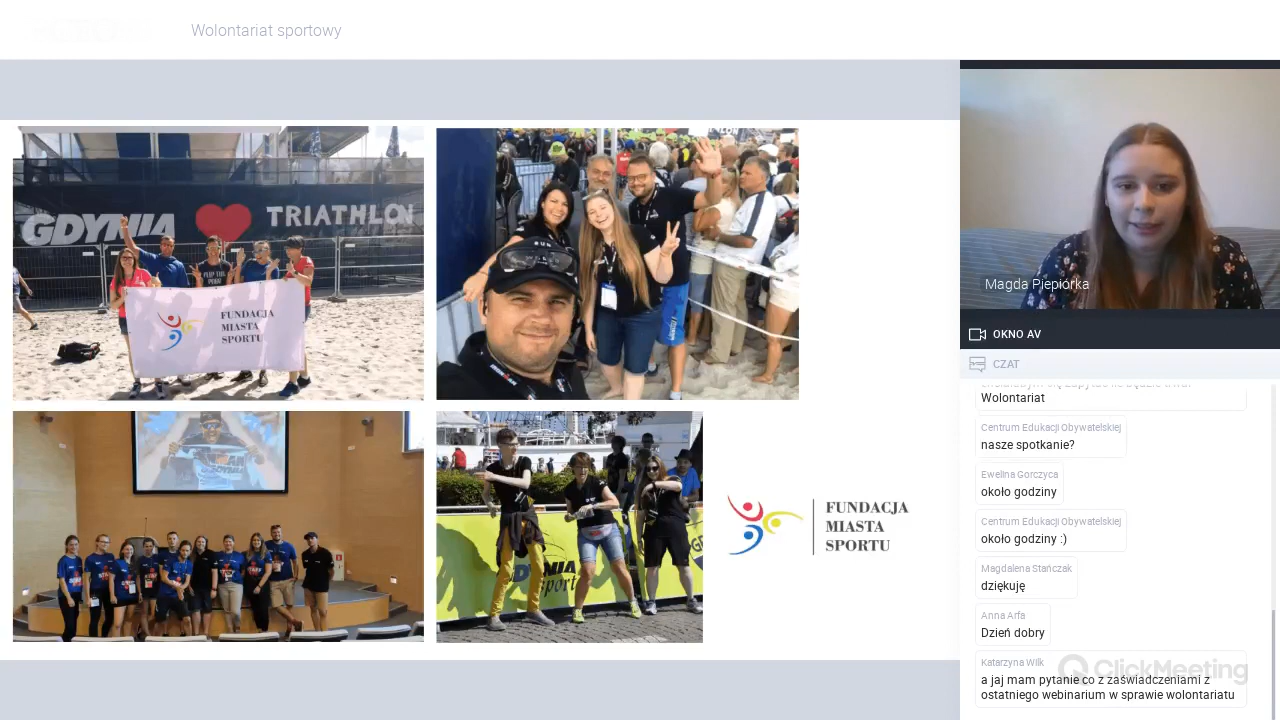 Wolontariat sportowy
GDYNIA
TRIATHLON
FUNDACJA
MIASTA
SPORTU
FUNDACJA
MIASTA
SPORTU
Magda Piepiórka
OKNO AV
CZAT
Wolontariat
Centrum Edukacji Obywatelskiej
nasze spotkanie?
Ewelina Gorczyca
około godziny
Centrum Edukacji Obywatelskiej
około godziny :)
Magdalena Stańczak
dziękuję
Anna Arfa
Dzień dobry
Katarzyna Wilk
a jaj mam pytanie co z zaświadczeniami z
ostatniego webinarium w sprawie wolontariatu
ClickMeeting